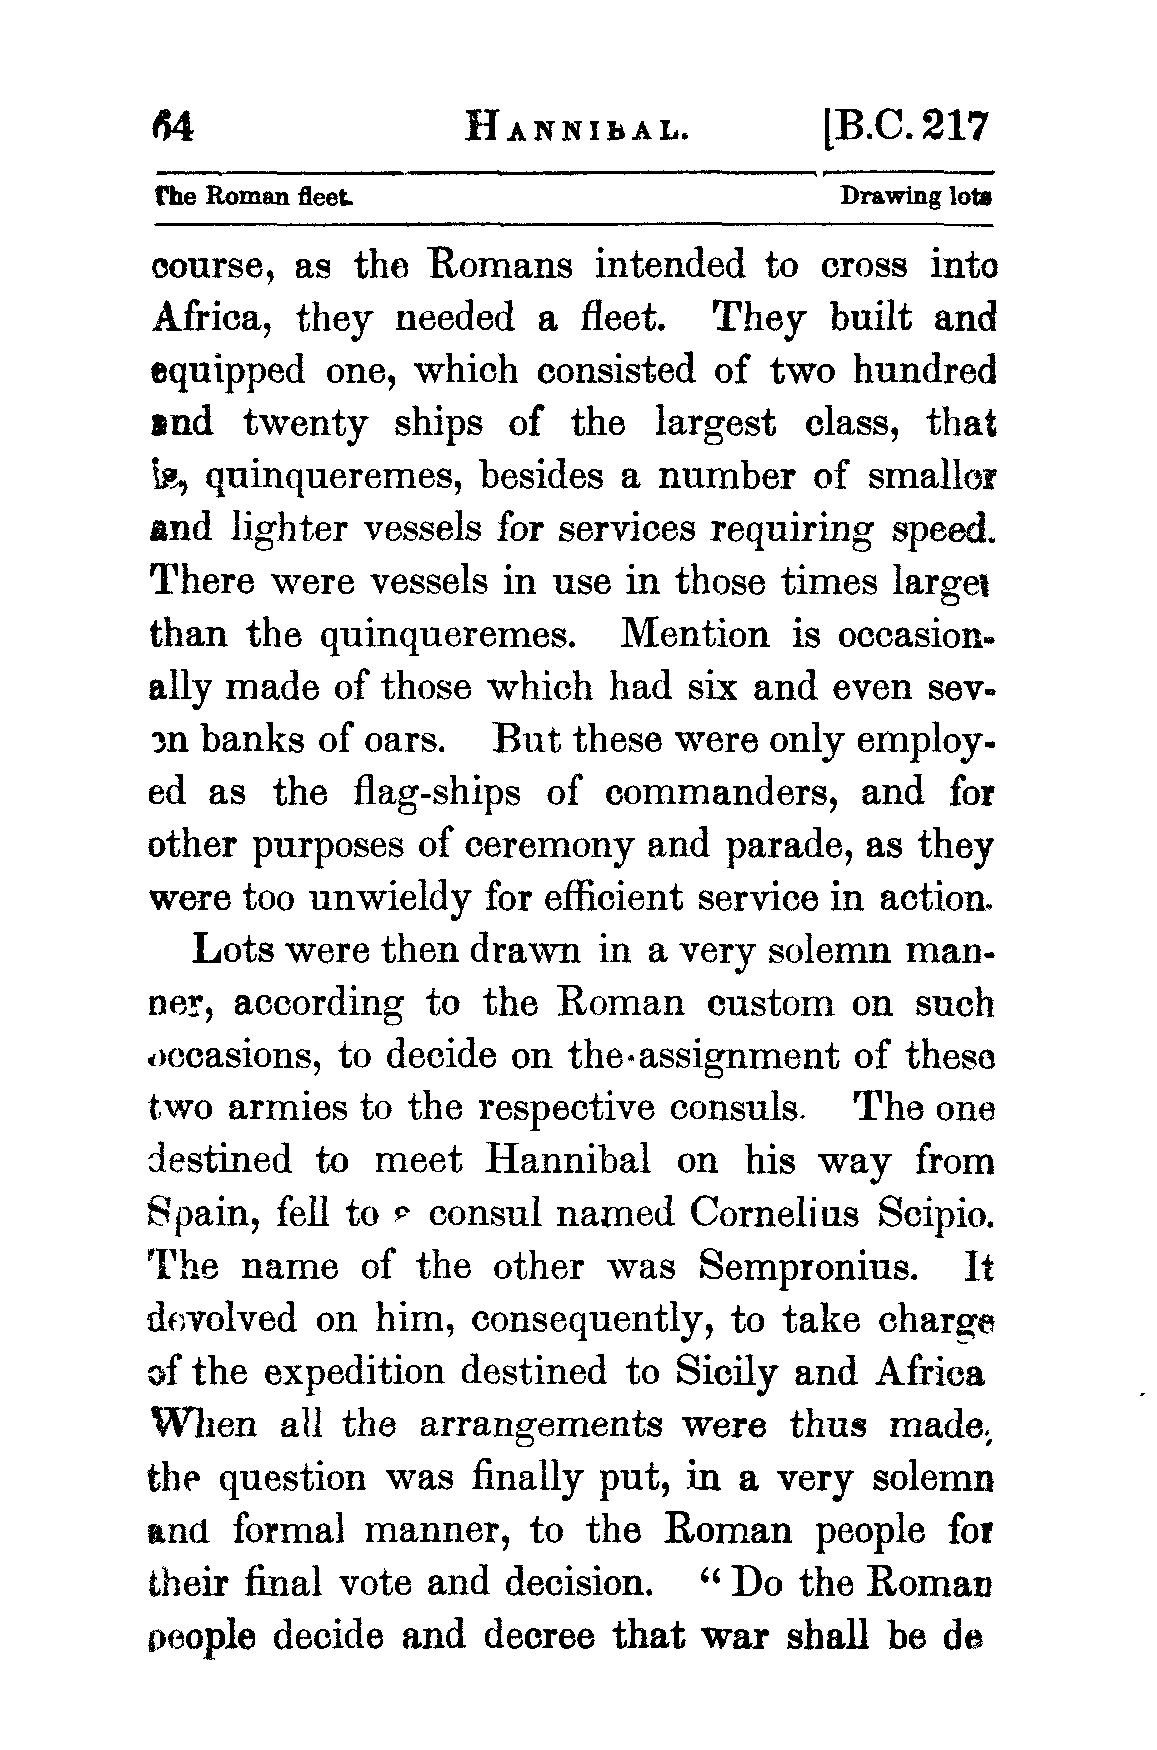 64 HANNIBAL. [B.C. 217
The Roman fleet. Drawing lots
course, as the Romans intended to cross into
Africa, they needed a fleet. They built and
equipped one, which consisted of two hundred
and twenty ships of the largest class, that
is, quinqueremes, besides a number of smaller
and lighter vessels for services requiring speed.
There were vessels in use in those times larger
than the quinqueremes. Mention is occasion-
ally made of those which had six and even sev-
en banks of oars. But these were only employ-
ed as the flag-ships of commanders, and for
other purposes of ceremony and parade, as they
were too unwieldy for efficient service in action.
Lots were then drawn in a very solemn man-
ner, according to the Roman custom on such
occasions, to decide on the assignment of these
two armies to the respective consuls. The one
destined to meet Hannibal on his way from
Spain, fell to a consul named Cornelius Scipio.
The name of the other was Sempronius. It
devolved on him, consequently, to take charge
of the expedition destined to Sicily and Africa
When all the arrangements were thus made,
the question was finally put, in a very solemn
and formal manner, to the Roman people for
their final vote and decision. “Do the Roman
people decide and decree that war shall be de